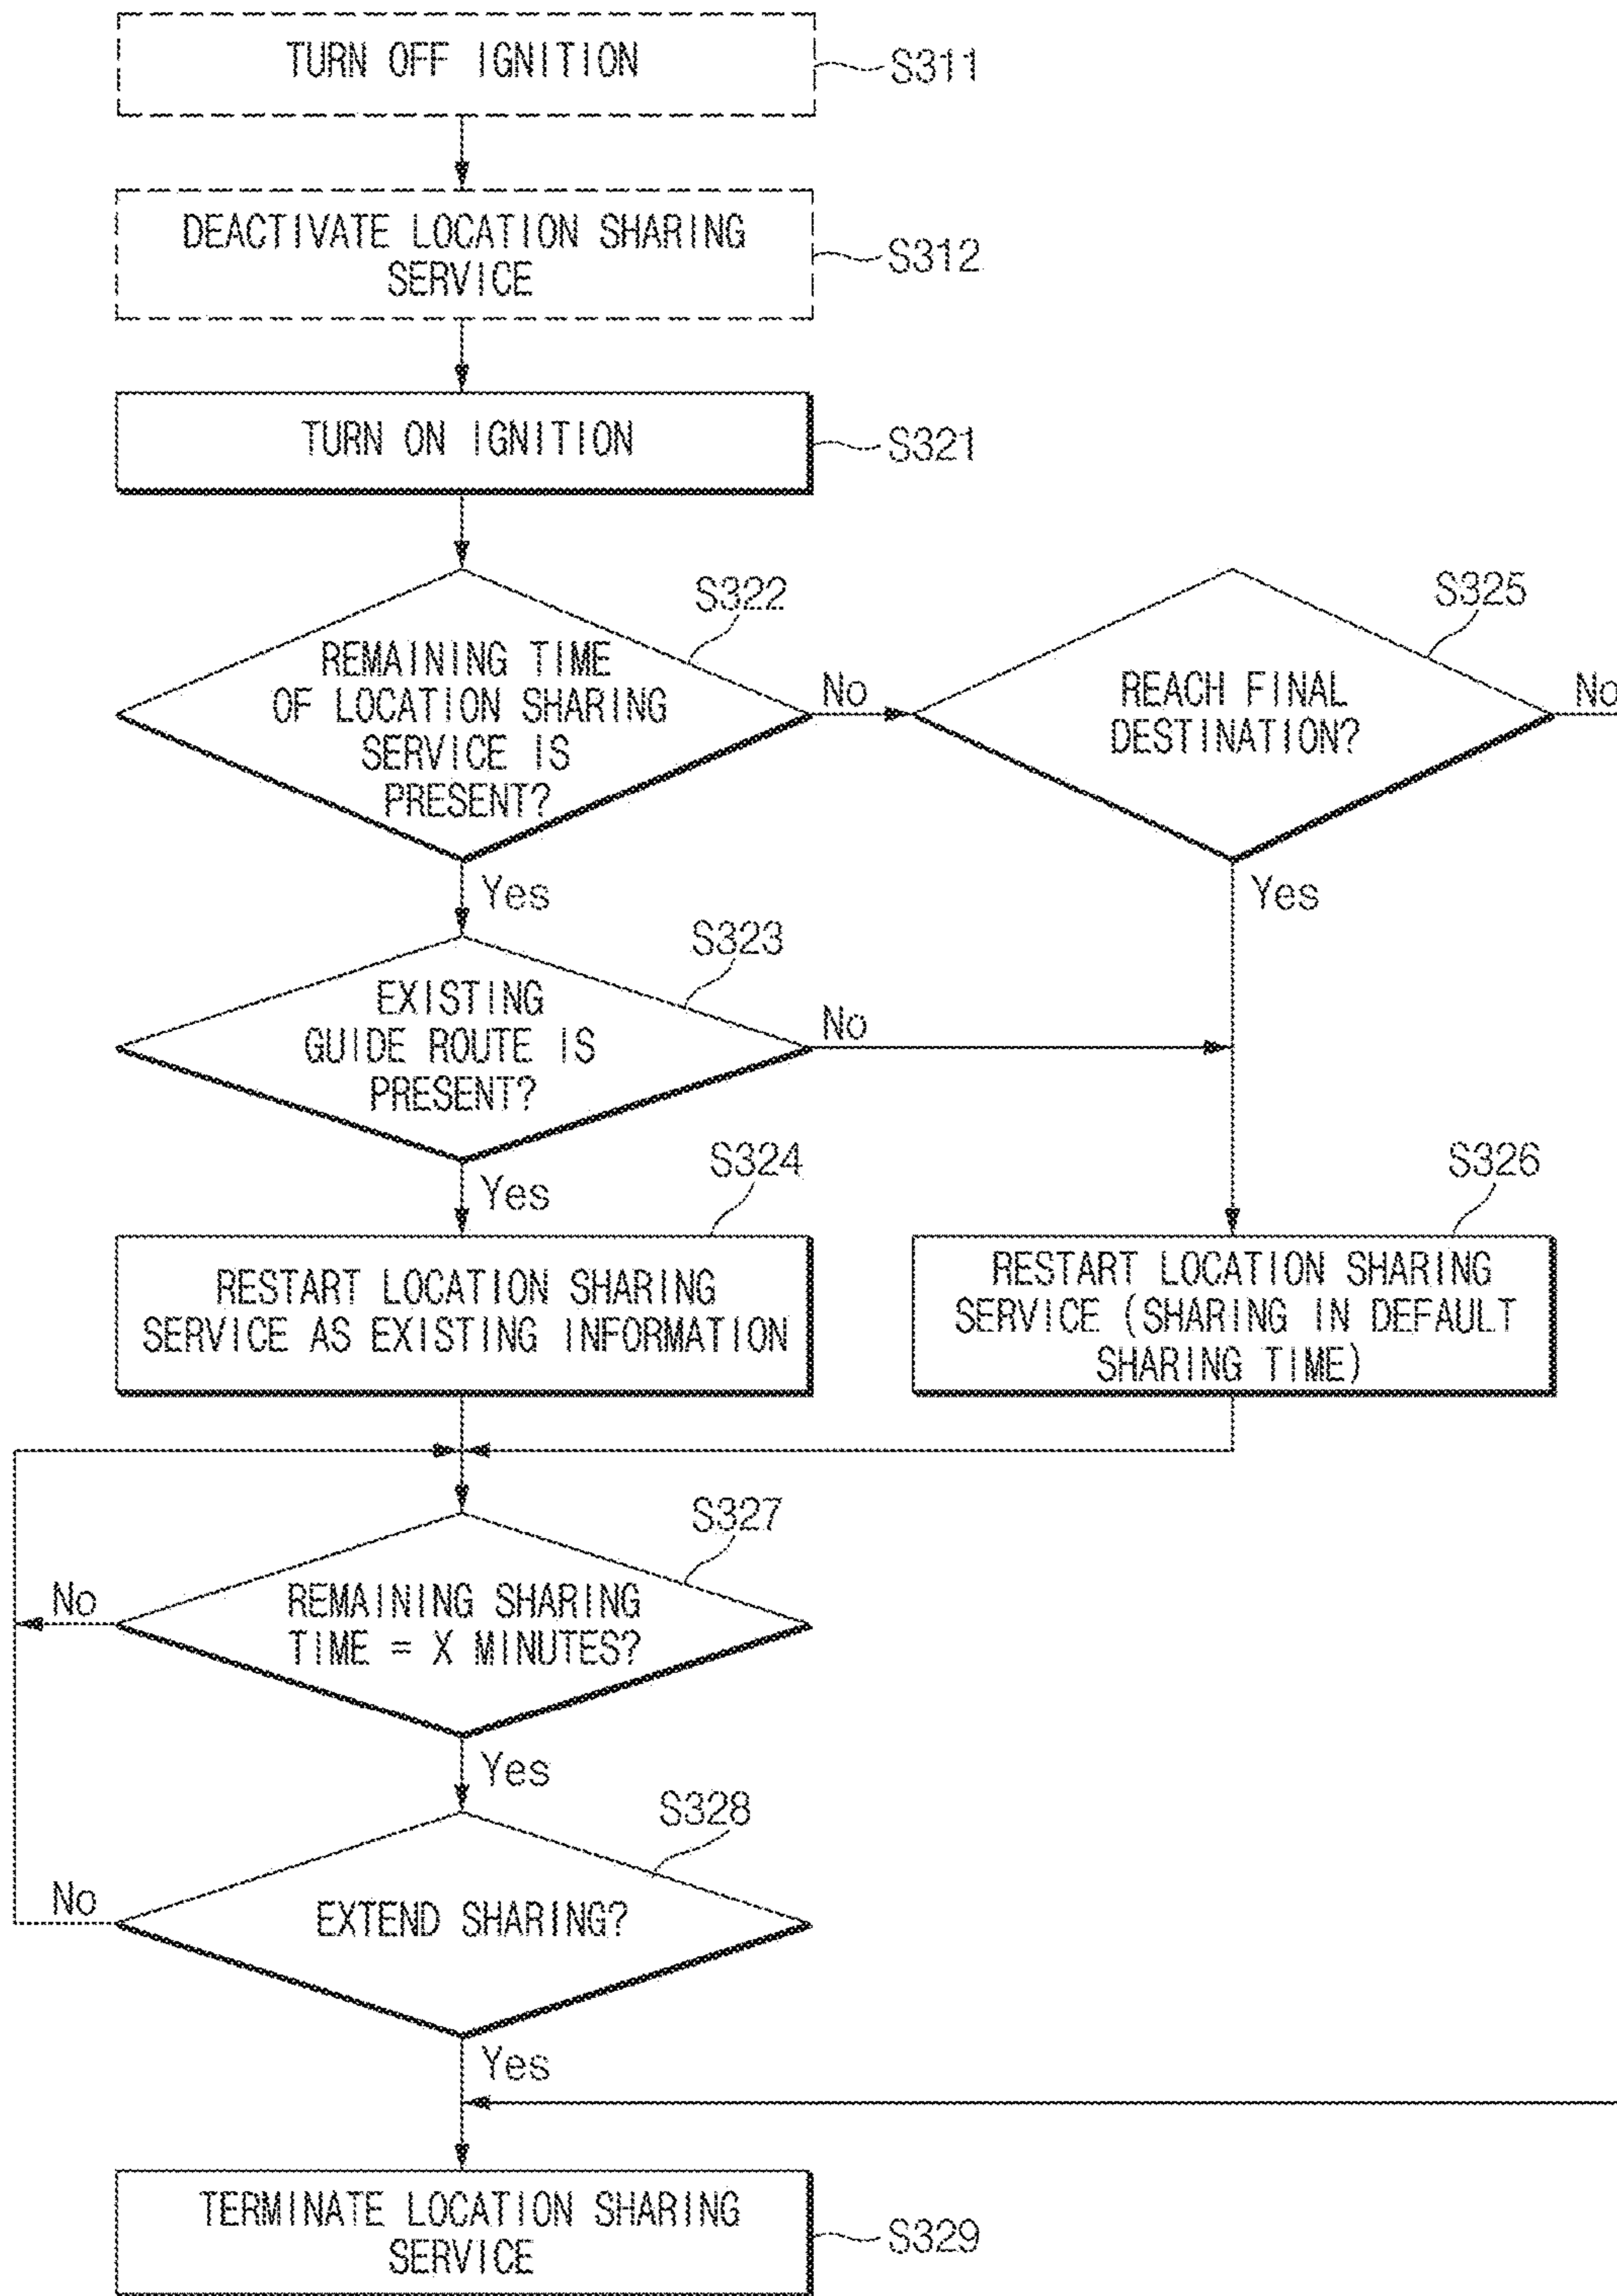 TURN OFF IGNITION
S311
DEACTIVATE LOCATION SHARING
SERVICE
S312
TURN ON IGNITION
S321
S322
REMAINING TIME
OF LOCATION SHARING
SERVICE IS
PRESENT?
No
Yes
S325
REACH FINAL
DESTINATION?
No
Yes
S323
EXISTING
GUIDE ROUTE IS
PRESENT?
No
Yes
S324
RESTART LOCATION SHARING
SERVICE AS EXISTING INFORMATION
S326
RESTART LOCATION SHARING
SERVICE (SHARING IN DEFAULT
SHARING TIME)
S327
REMAINING SHARING
TIME = X MINUTES?
No
Yes
S328
EXTEND SHARING?
No
Yes
TERMINATE LOCATION SHARING
SERVICE
S329